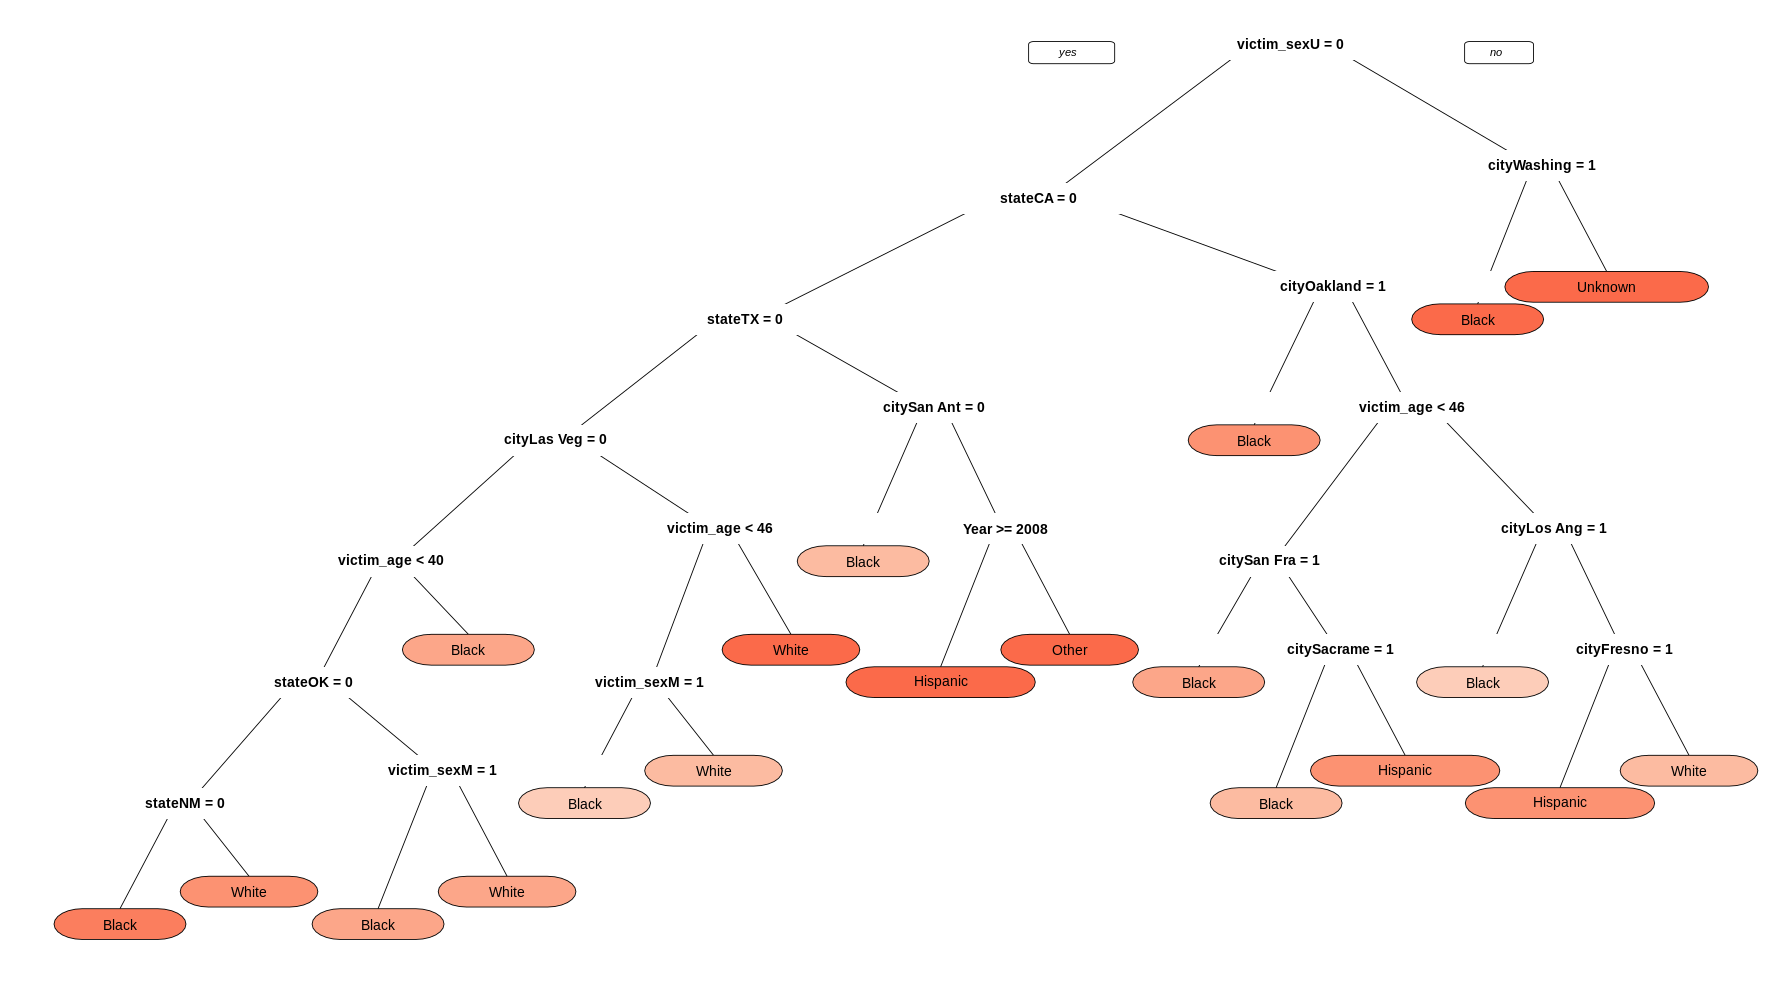 yes
victim_sexU = 0
no
cityWashing = 1
stateCA = 0
cityOakland = 1
Unknown
Black
stateTX = 0
citySan Ant = 0
victim_age < 46
cityLas Veg = 0
Black
victim_age < 46
Year >= 2008
cityLos Ang = 1
victim_age < 40
Black
citySan Fra = 1
Black
White
Other
citySacrame = 1
cityFresno = 1
stateOK = 0
victim_sexM = 1
Hispanic
Black
Black
victim_sexM = 1
White
Hispanic
White
stateNM = 0
Black
Black
Hispanic
White
White
Black
Black